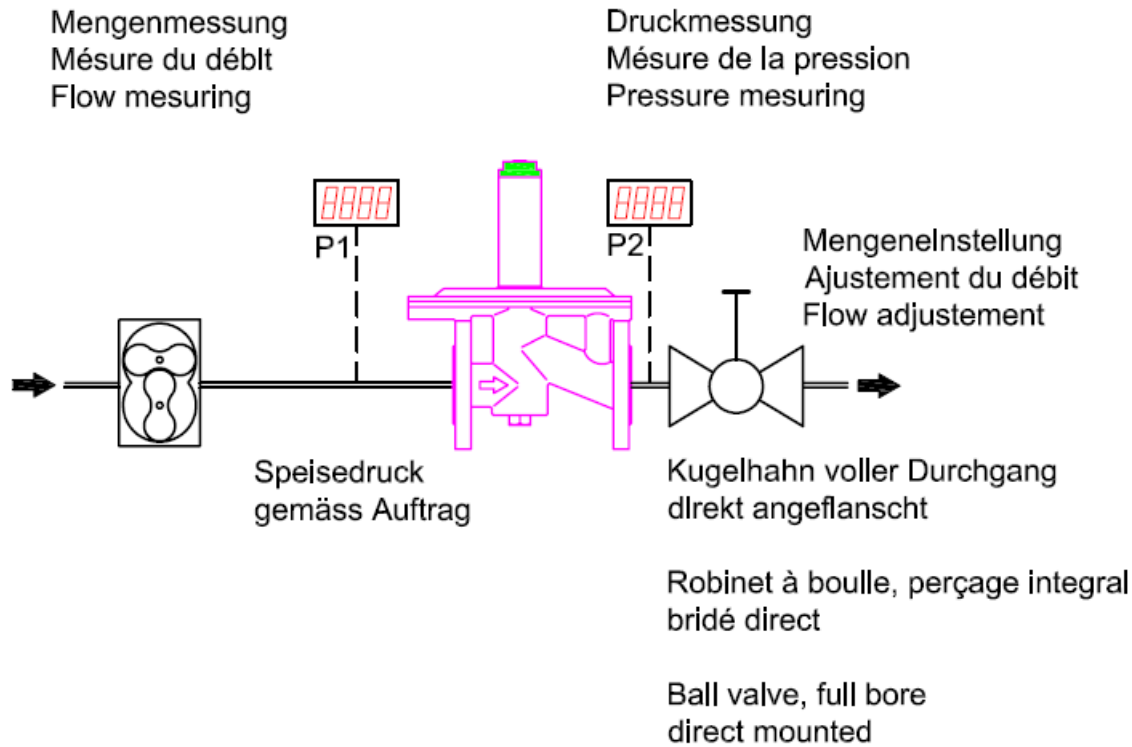 Mengenmessung
Mésure du déblt
Flow mesuring
Druckmessung
Mésure de la pression
Pressure mesuring
8888
P1
8888
P2
Mengenelnstellung
Ajustement du débit
Flow adjustement
Speisedruck
gemäss Auftrag
Kugelhahn voller Durchgang
dlrekt angeflanscht
Robinet à boulle, perçage integral
bridé direct
Ball valve, full bore
direct mounted